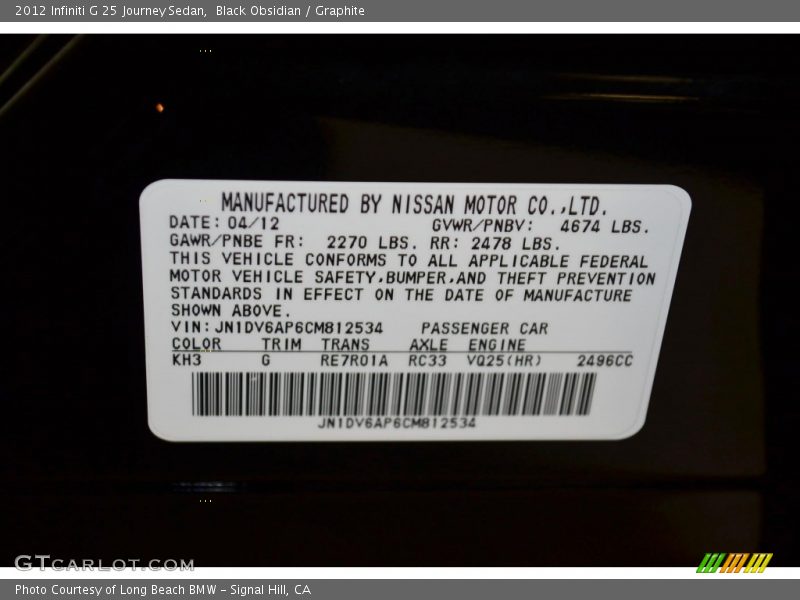 2012 Infiniti G 25 Journey Sedan,  Black Obsidian / Graphite
MANUFACTURED BY NISSAN MOTOR CO.,LTD.
DATE: 04/12 GVWR/PNBV: 4674 LBS.
GAWR/PNBE FR: 2270 LBS. RR: 2478 LBS.
THIS VEHICLE CONFORMS TO ALL APPLICABLE FEDERAL
MOTOR VEHICLE SAFETY,BUMPER,AND THEFT PREVENTION
STANDARDS IN EFFECT ON THE DATE OF MANUFACTURE
SHOWN ABOVE.
VIN:JN1DV6AP6CM812534 PASSENGER CAR
COLOR TRIM TRANS AXLE ENGINE
KH3 G RE7R01A RC33 VQ25(HR) 2496CC
JN1DV6AP6CM812534
GTCARLOT.COM
Photo Courtesy of Long Beach BMW - Signal Hill, CA